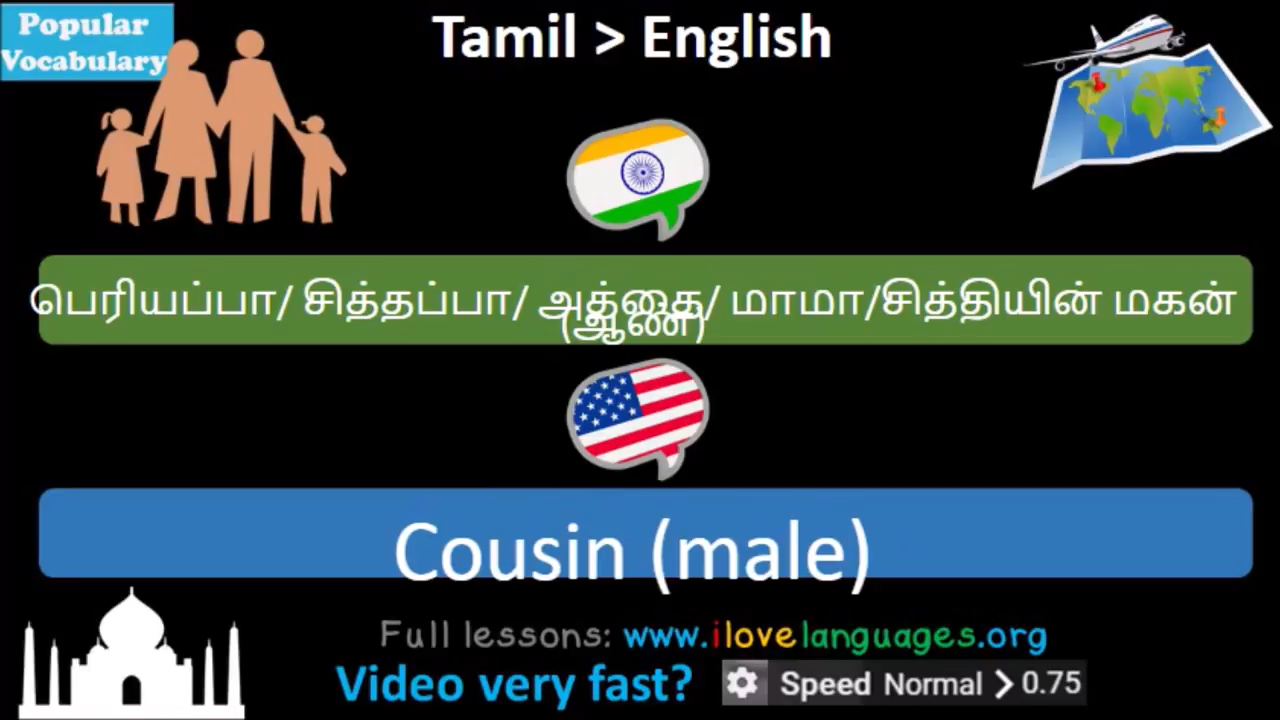 Popular
Vocabulary
Tamil > English
பெரியப்பா/ சித்தப்பா/ அத்தை/ மாமா/சித்தியின் மகன்
(ஆண்)
Cousin (male)
Full lessons: www.ilovelanguages.org
Video very fast? Speed Normal > 0.75